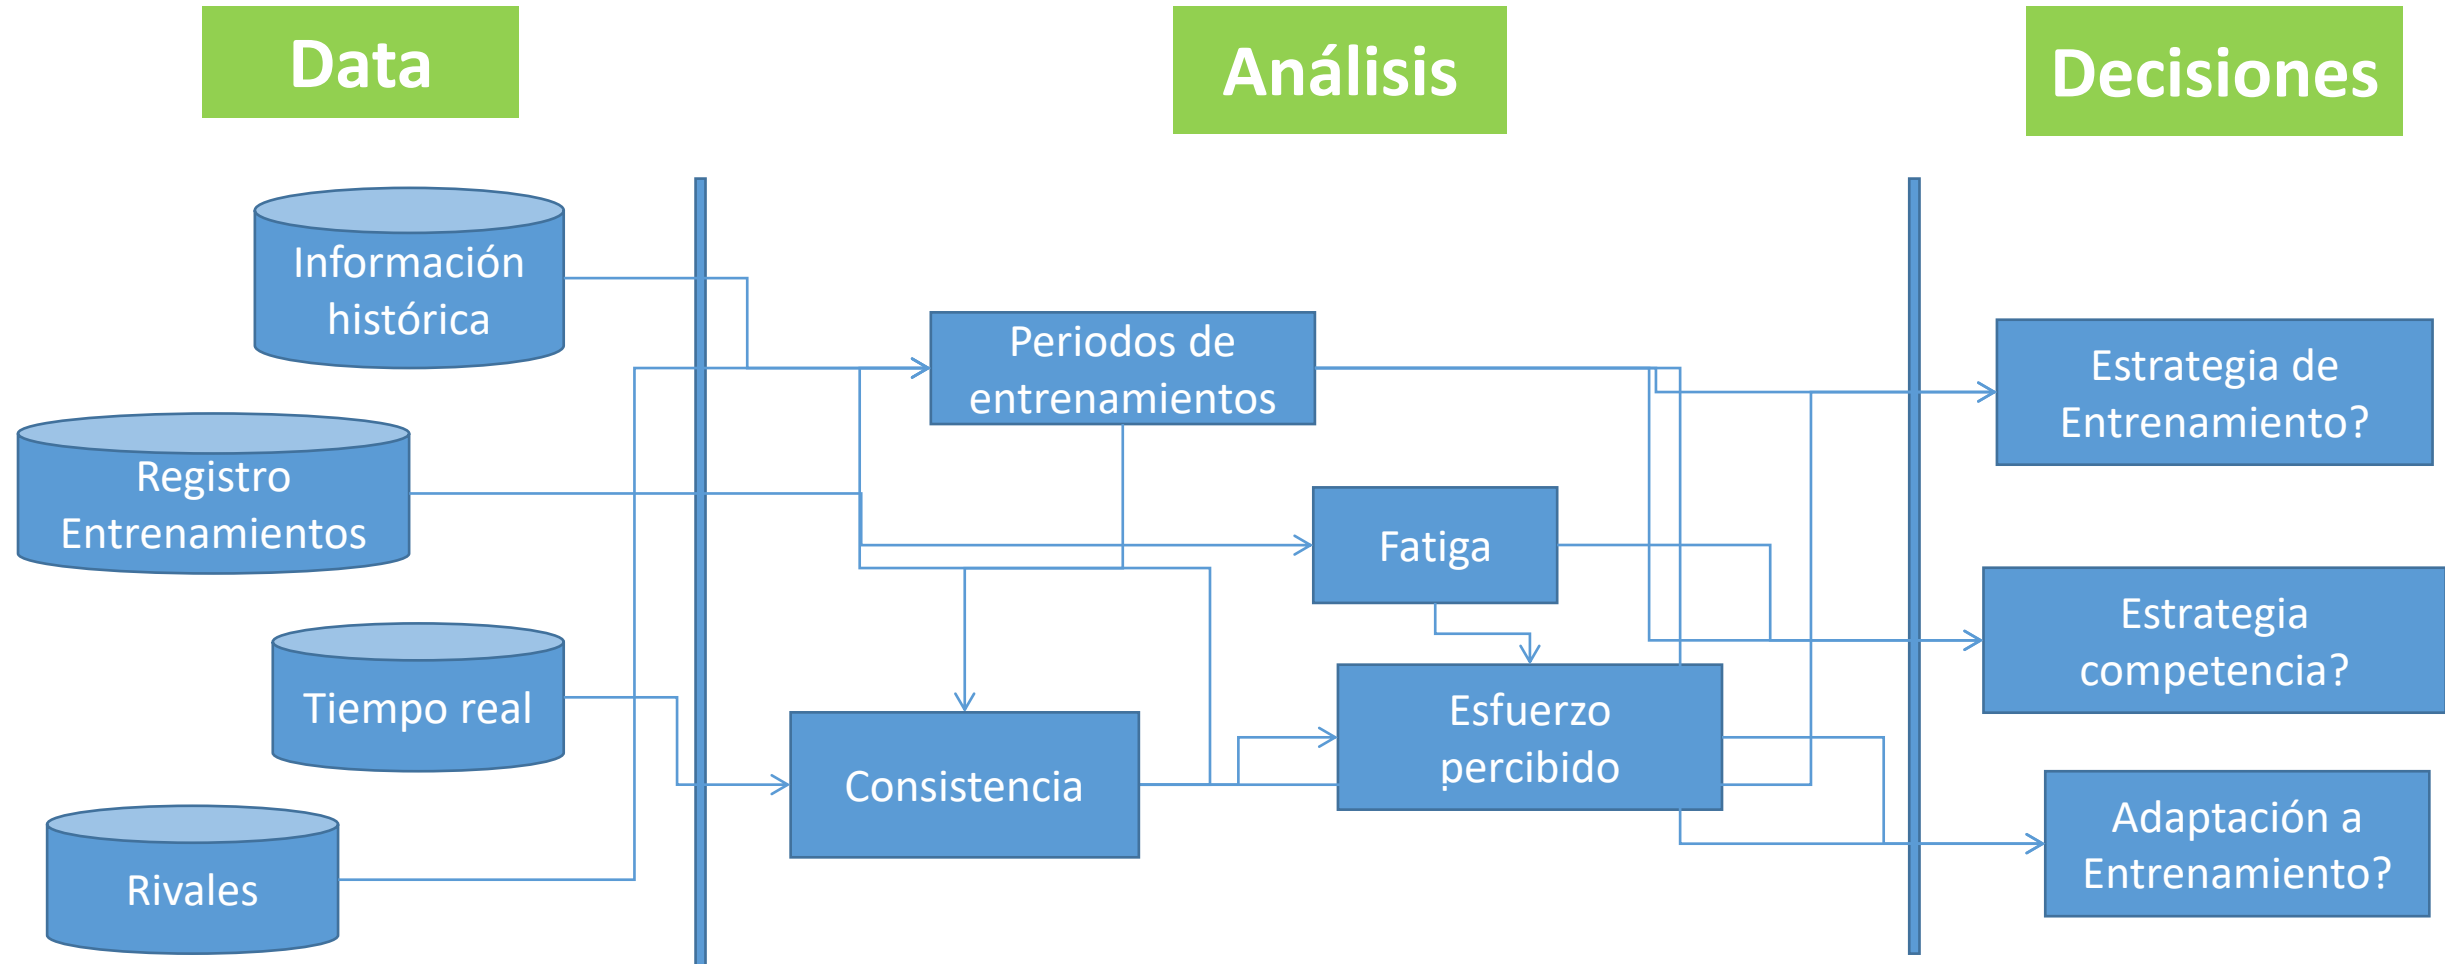 Data
Análisis
Decisiones
Información
histórica
Registro
Entrenamientos
Tiempo real
Rivales
Periodos de
entrenamientos
Fatiga
Esfuerzo
percibido
Consistencia
Estrategia de
Entrenamiento?
Estrategia
competencia?
Adaptación a
Entrenamiento?